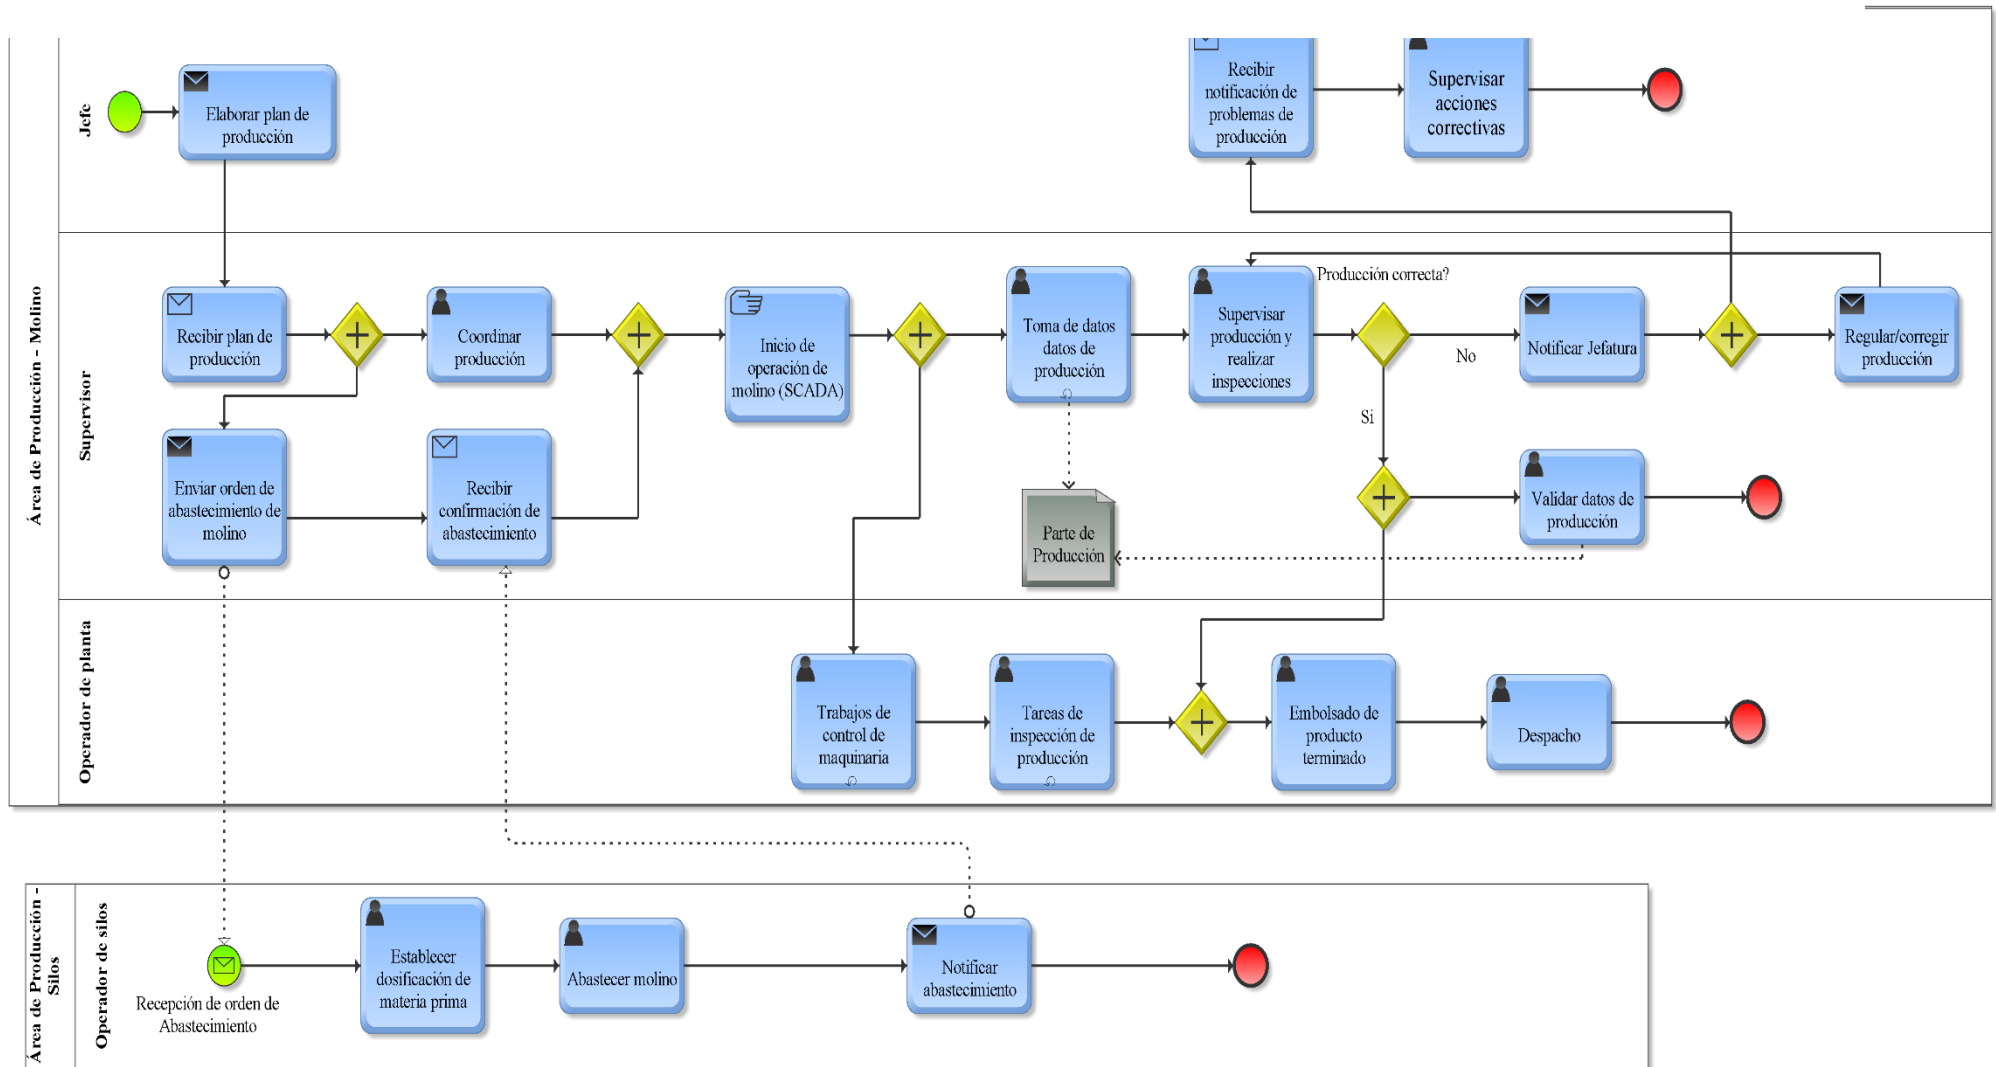 Área de Producción - Molino
Jefe
Elaborar plan de
producción
Recibir
notificación de
problemas de
producción
Supervisar
acciones
correctivas
Supervisor
Recibir plan de
producción
Coordinar
producción
Inicio de
operación de
molino (SCADA)
Toma de datos
datos de
producción
Supervisar
producción y
realizar
inspecciones
Producción correcta?
No
Si
Notificar Jefatura
Regular/corregir
producción
Enviar orden de
abastecimiento de
molino
Recibir
confirmación de
abastecimiento
Parte de
Producción
Validar datos de
producción
Operador de planta
Trabajos de
control de
maquinaria
Tareas de
inspección de
producción
Embolsado de
producto
terminado
Despacho
Área de Producción -
Silos
Operador de silos
Recepción de orden de
Abastecimiento
Establecer
dosificación de
materia prima
Abastecer molino
Notificar
abastecimiento